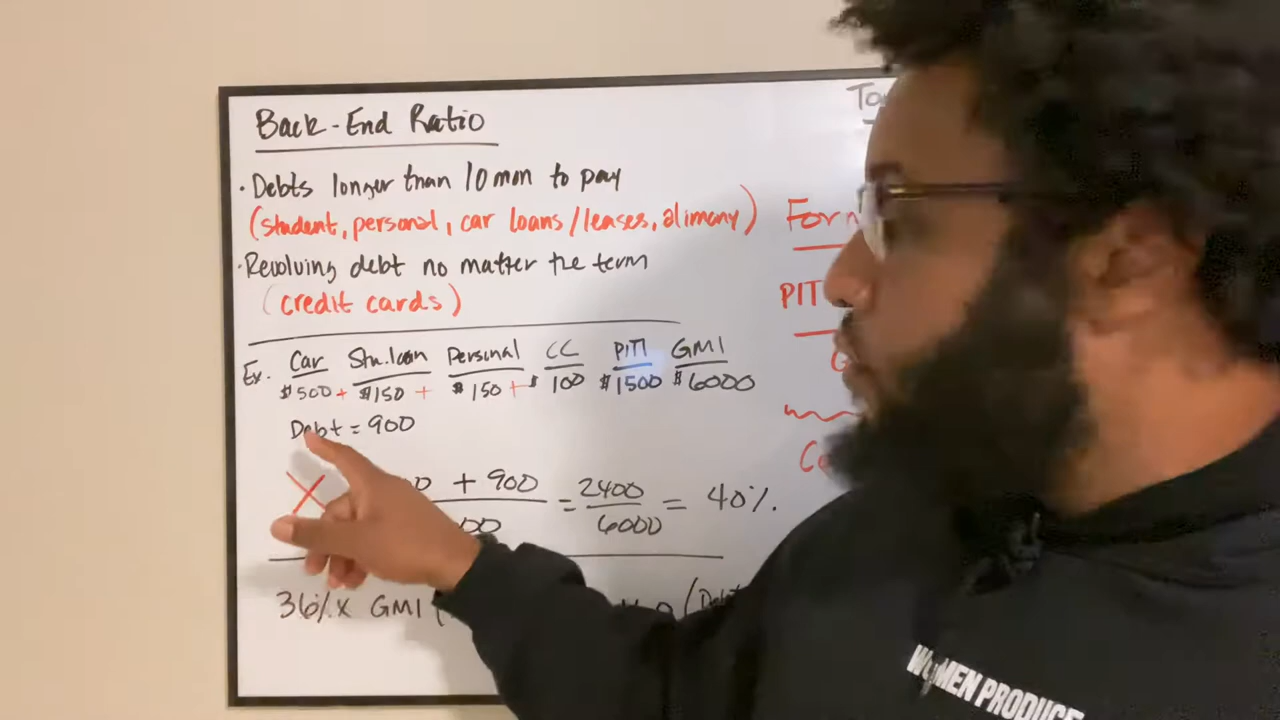 Back-End Ratio
• Debts longer than 10 mon to pay
(student, personal, car loans/leases, alimony)
• Revolving debt no matter the term
(credit cards)
Ex. Car Stu.loan Personal CC PITI GMI
$500 + $150 + $150 + $100 $1500 $6000
Debt = 900
X + 900 = 2400 = 40%.
6000
36% x GMI (
PIT
WOMEN PRODUCE